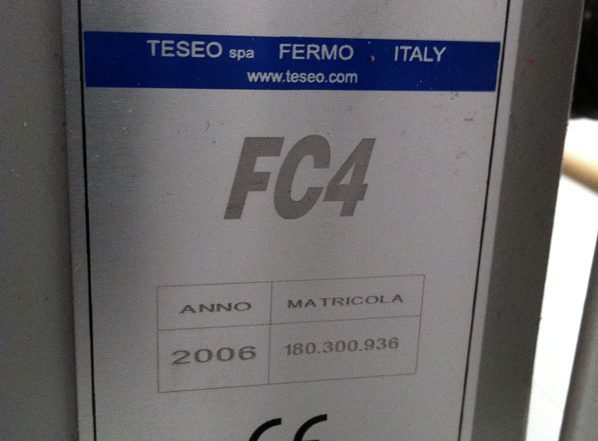 TESEO spa FERMO ITALY
www.teseo.com
FC4
ANNO MATRICOLA
2006 180.300.936
CE